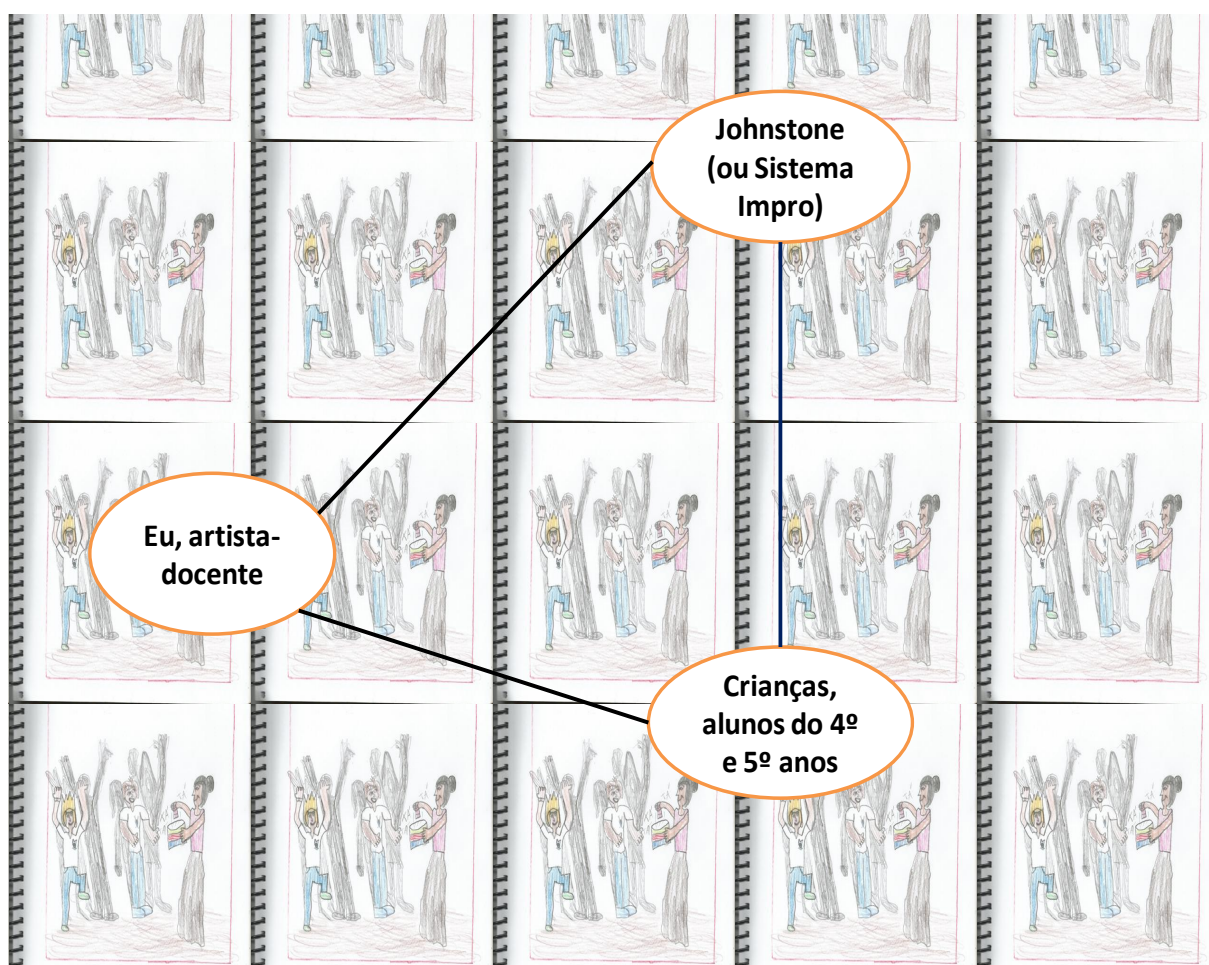 Johnstone
(ou Sistema
Impro)
Eu, artista-
docente
Crianças,
alunos do 4º
e 5º anos